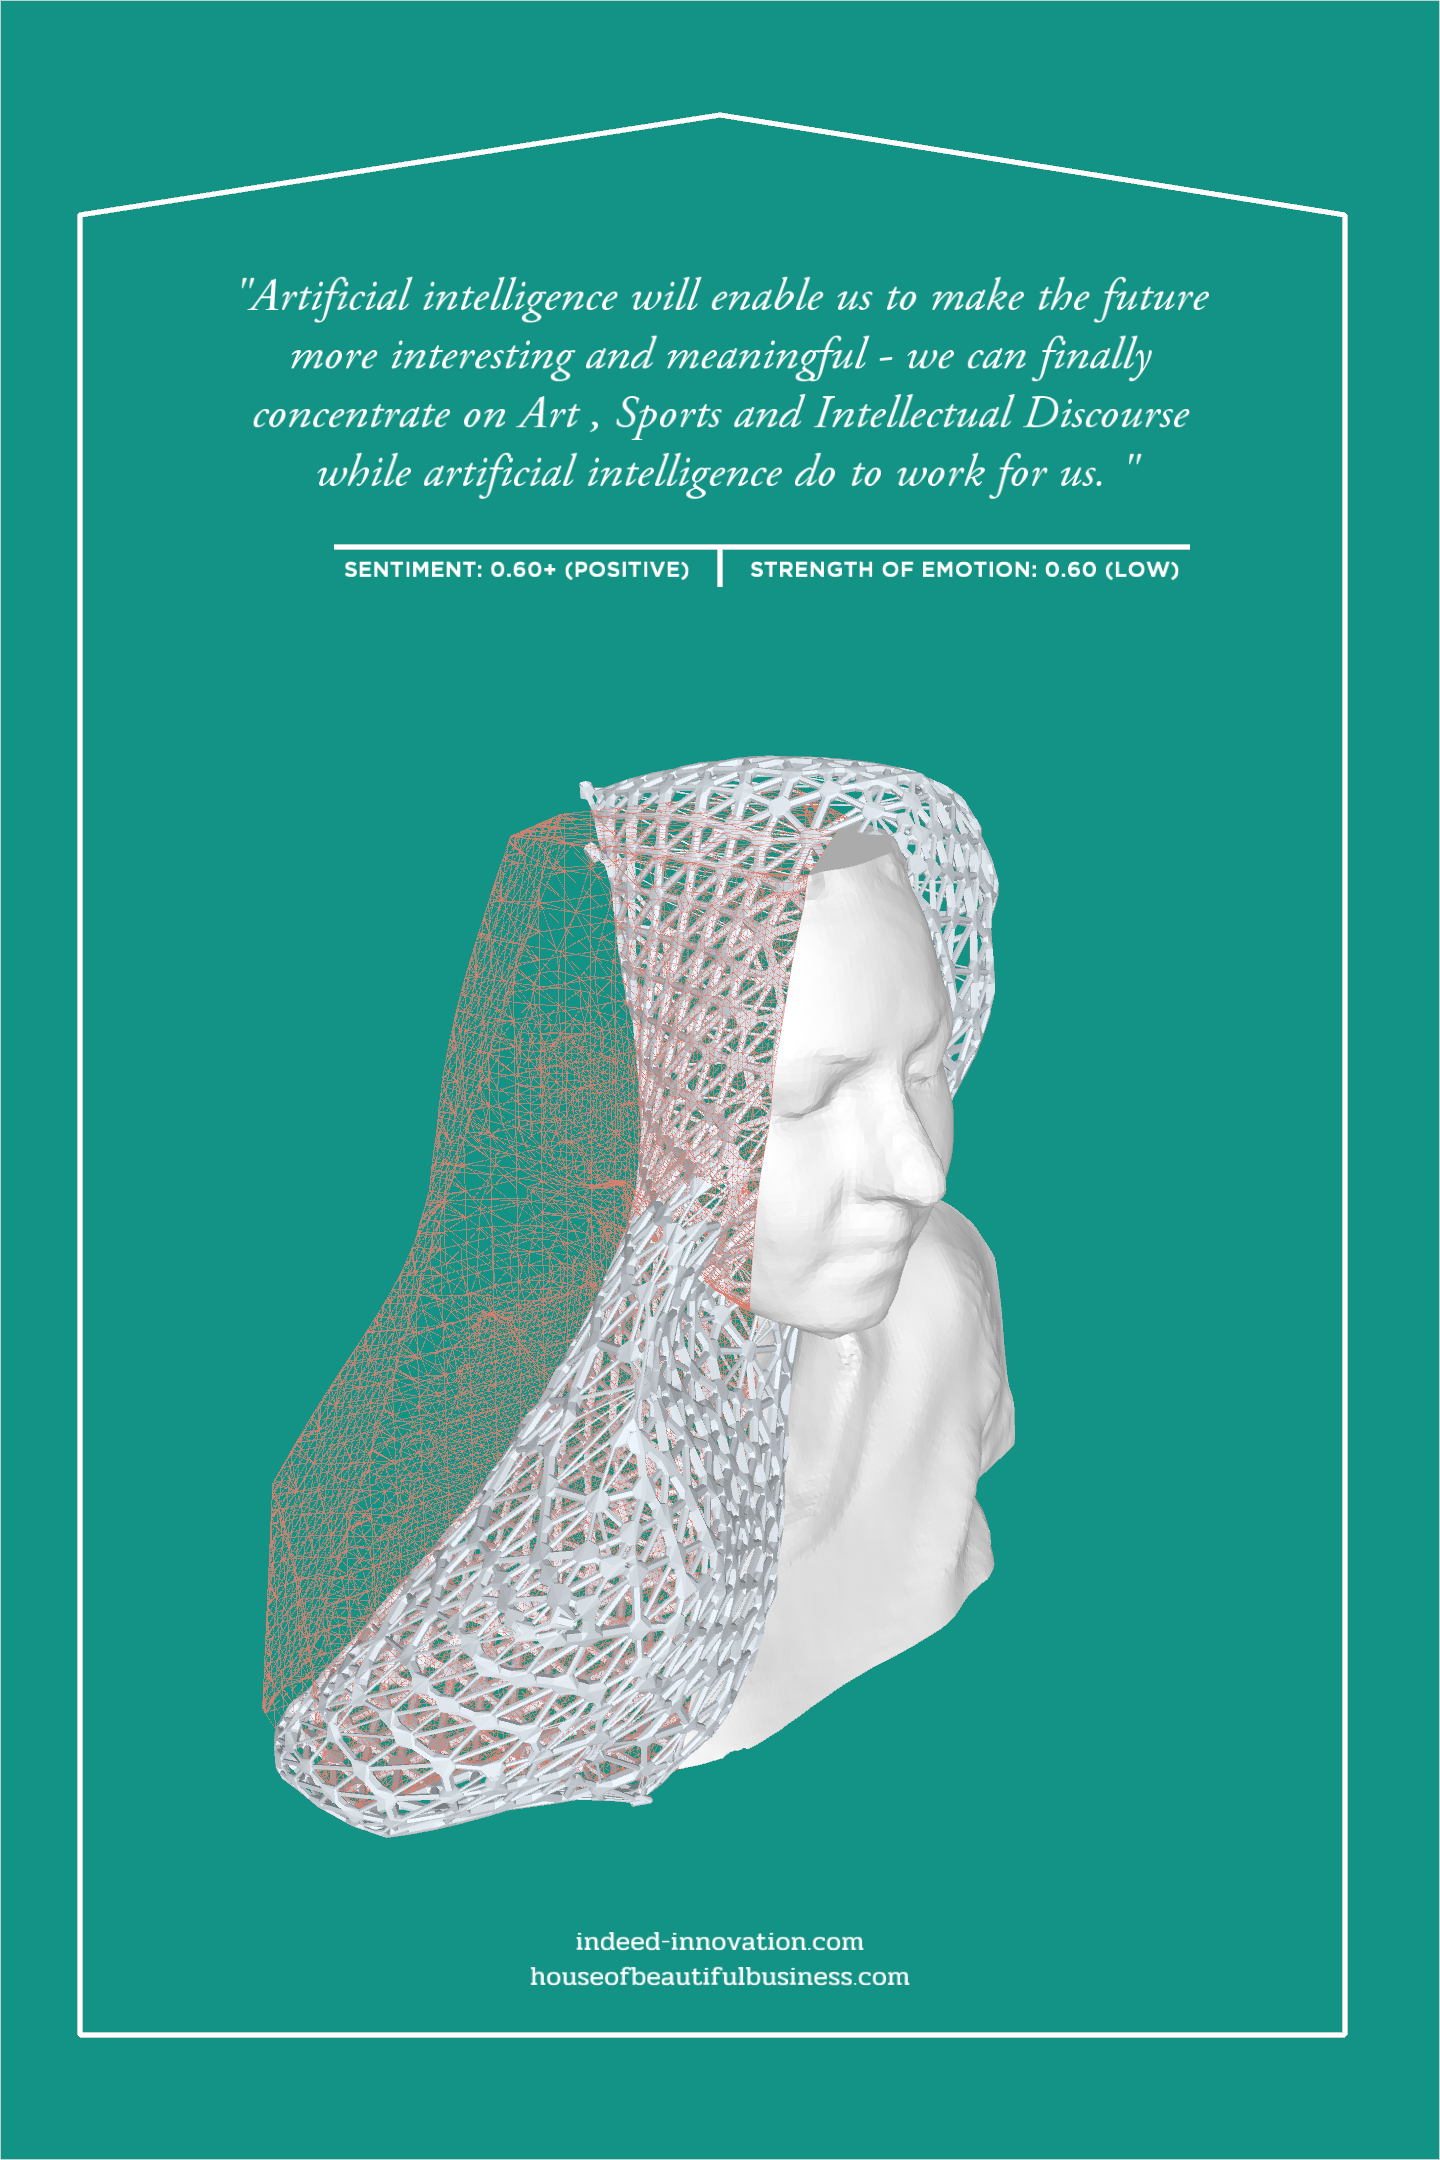 "Artificial intelligence will enable us to make the future
more interesting and meaningful - we can finally
concentrate on Art , Sports and Intellectual Discourse
while artificial intelligence do to work for us. "
SENTIMENT: 0.60+ (POSITIVE)
STRENGTH OF EMOTION: 0.60 (LOW)
indeed-innovation.com
houseofbeautifulbusiness.com